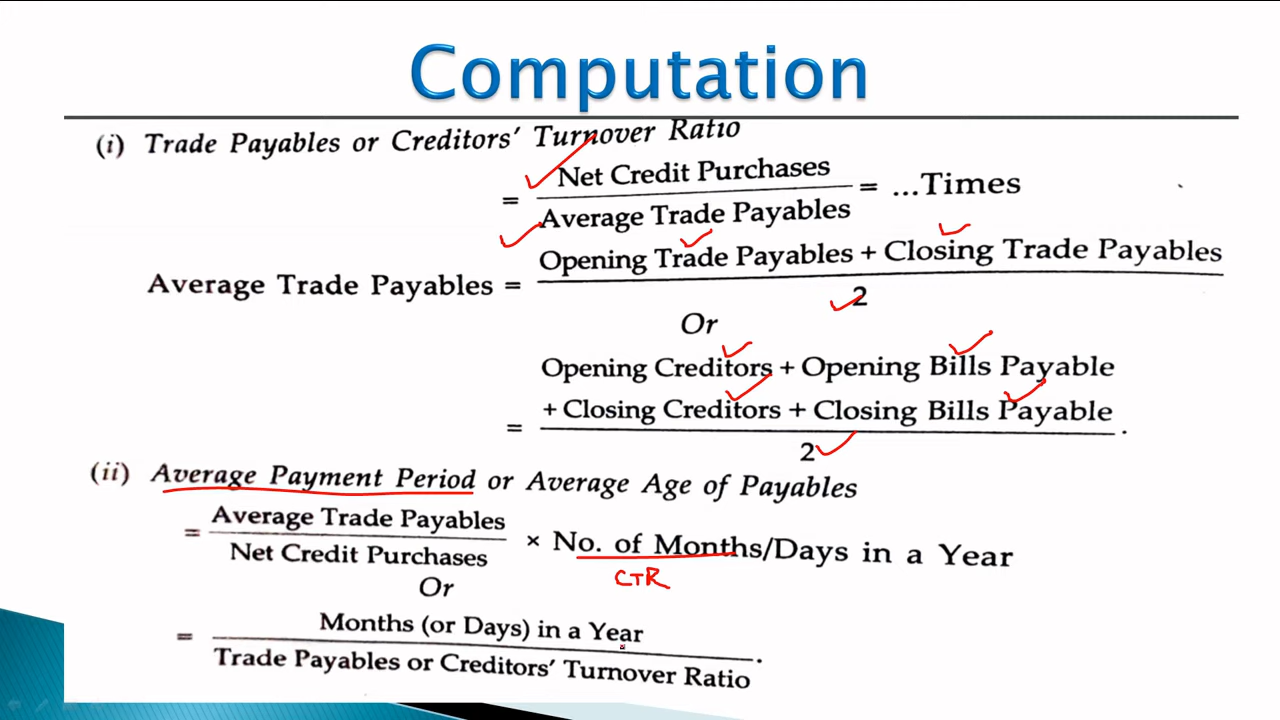 Computation
(i) Trade Payables or Creditors' Turnover Ratio
= Net Credit Purchases / Average Trade Payables = ...Times
Average Trade Payables = Opening Trade Payables + Closing Trade Payables / 2
Or
Opening Creditors + Opening Bills Payable
= + Closing Creditors + Closing Bills Payable / 2 .
(ii) Average Payment Period or Average Age of Payables
= Average Trade Payables / Net Credit Purchases × No. of Months/Days in a Year
CTR
Or
= Months (or Days) in a Year / Trade Payables or Creditors' Turnover Ratio .